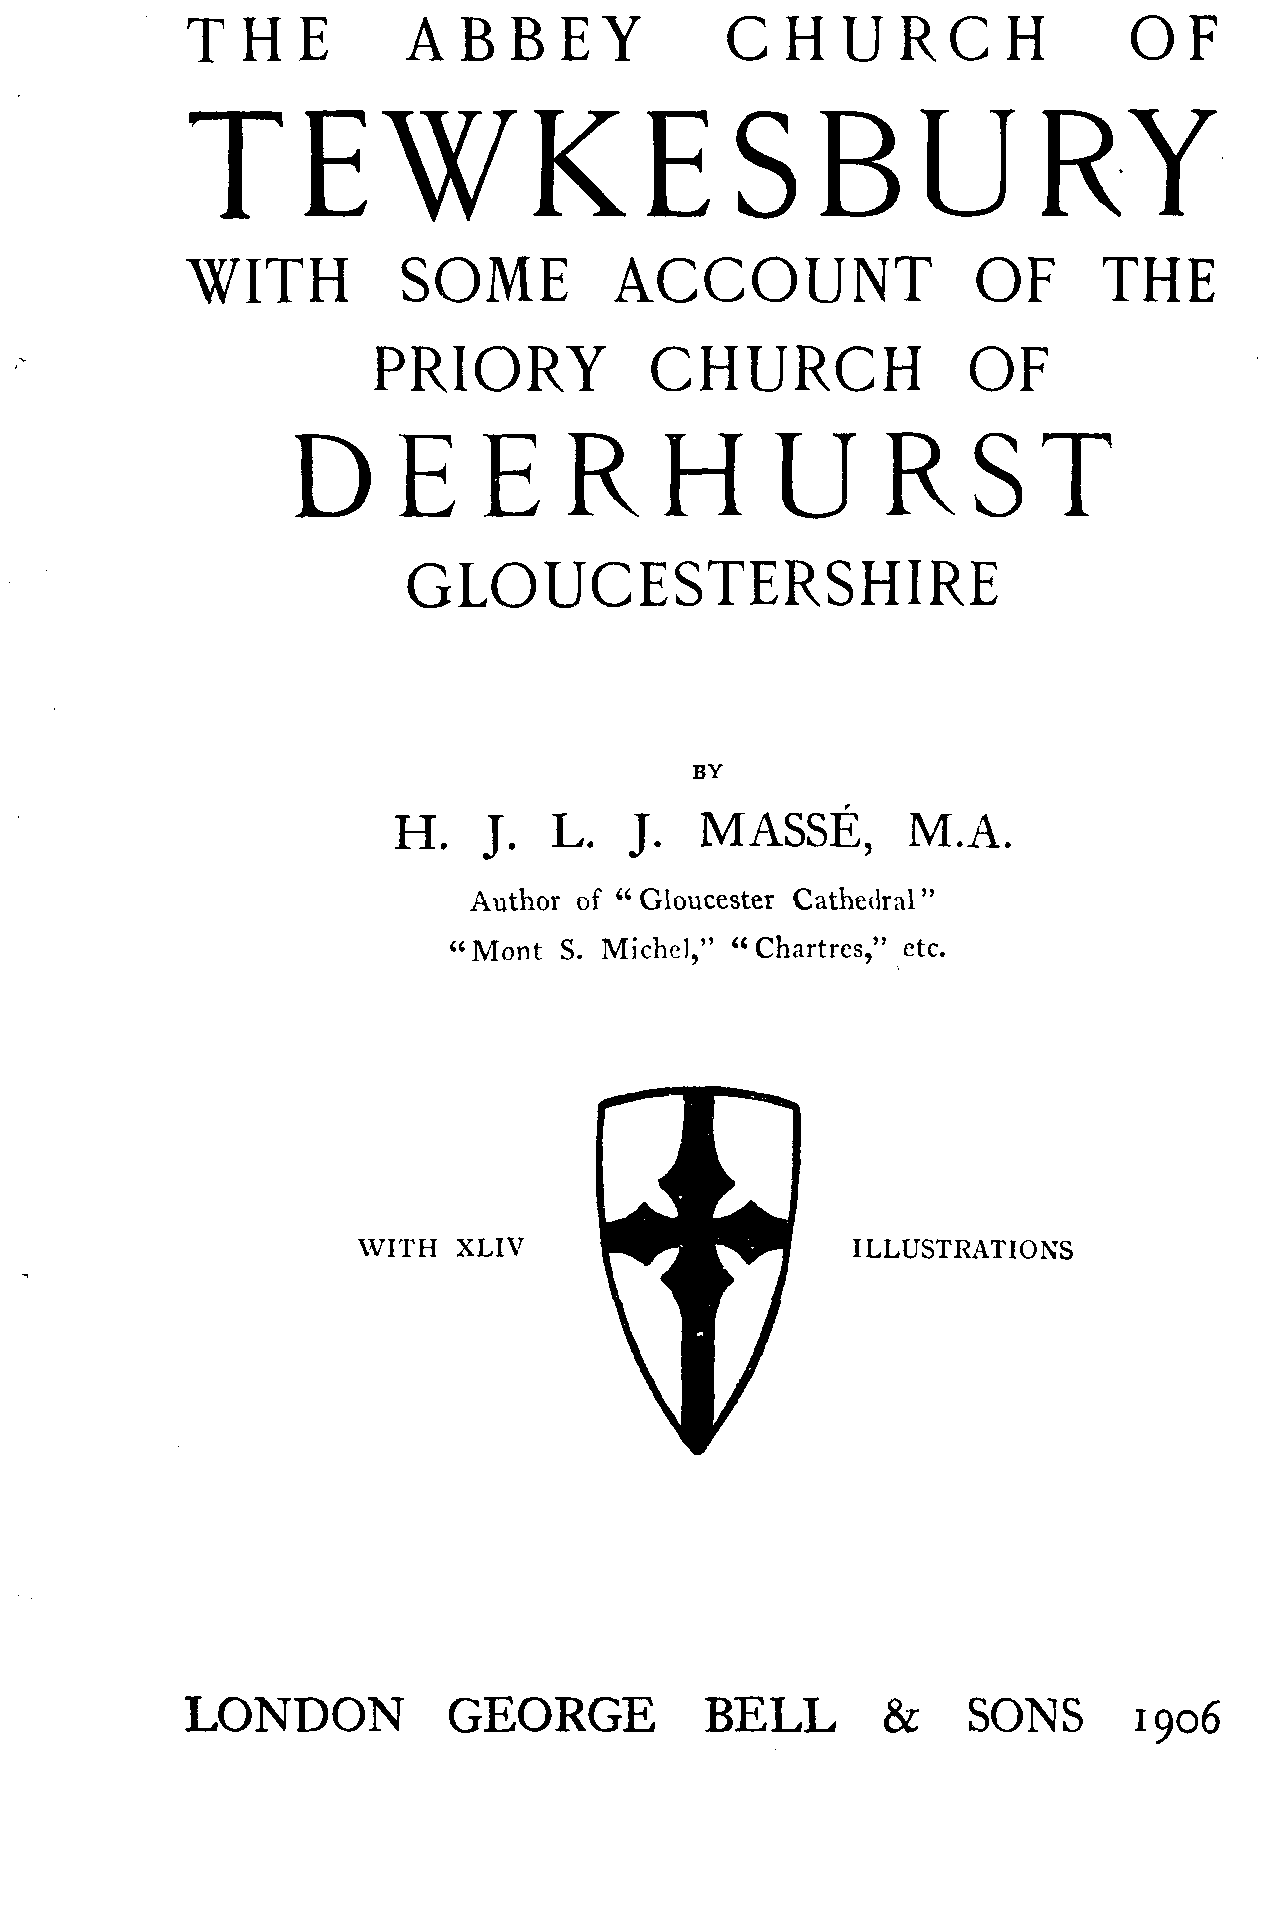 THE ABBEY CHURCH OF
TEWKESBURY
WITH SOME ACCOUNT OF THE
PRIORY CHURCH OF
DEERHURST
GLOUCESTERSHIRE
BY
H. J. L. J. MASSÉ, M.A.
Author of "Gloucester Cathedral"
"Mont S. Michel," "Chartres," etc.
WITH XLIV ILLUSTRATIONS
LONDON GEORGE BELL & SONS 1906